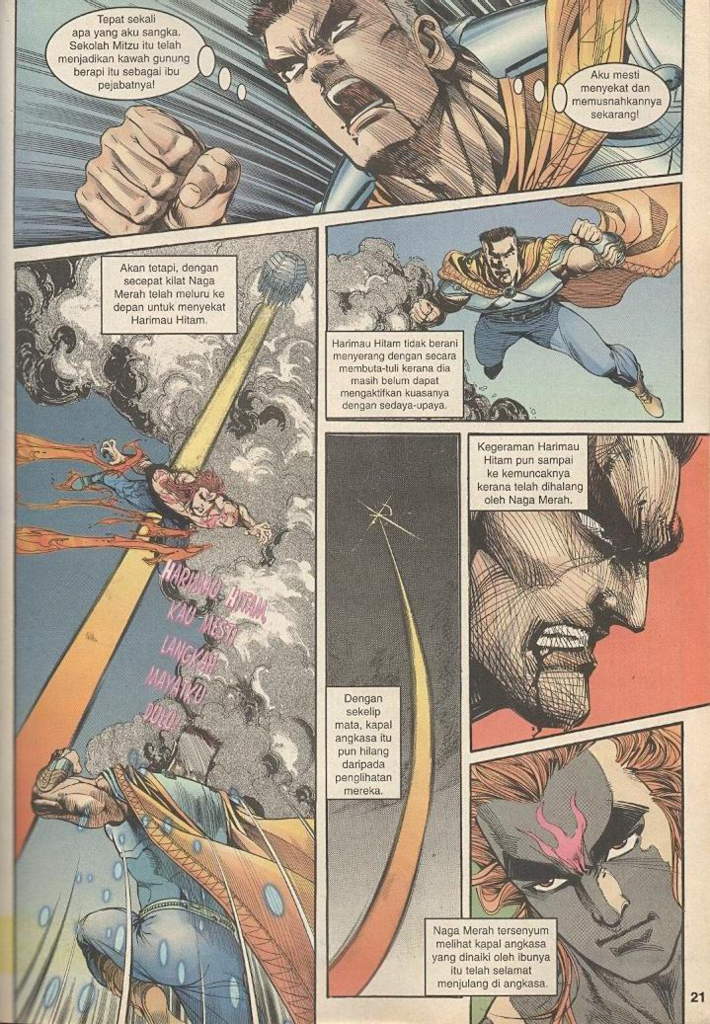 Tepat sekali
apa yang aku sangka.
Sekolah Mitzu itu telah
menjadikan kawah gunung
berapi itu sebagai ibu
pejabatnya!
Aku mesti
menyekat dan
memusnahkannya
sekarang!
Akan tetapi, dengan
secepat kilat Naga
Merah telah meluru ke
depan untuk menyekat
Harimau Hitam.
Harimau Hitam tidak berani
menyerang dengan secara
membuta-tuli kerana dia
masih belum dapat
mengaktifkan kuasanya
dengan sedaya-upaya.
HARIMAU HITAM,
KAU MESTI
LANGKAH
MAYATKU
DULU!
Dengan
sekelip
mata, kapal
angkasa itu
pun hilang
daripada
penglihatan
mereka.
Kegeraman Harimau
Hitam pun sampai
ke kemuncaknya
kerana telah dihalang
oleh Naga Merah.
Naga Merah tersenyum
melihat kapal angkasa
yang dinaiki oleh ibunya
itu telah selamat
menjulang di angkasa.
21